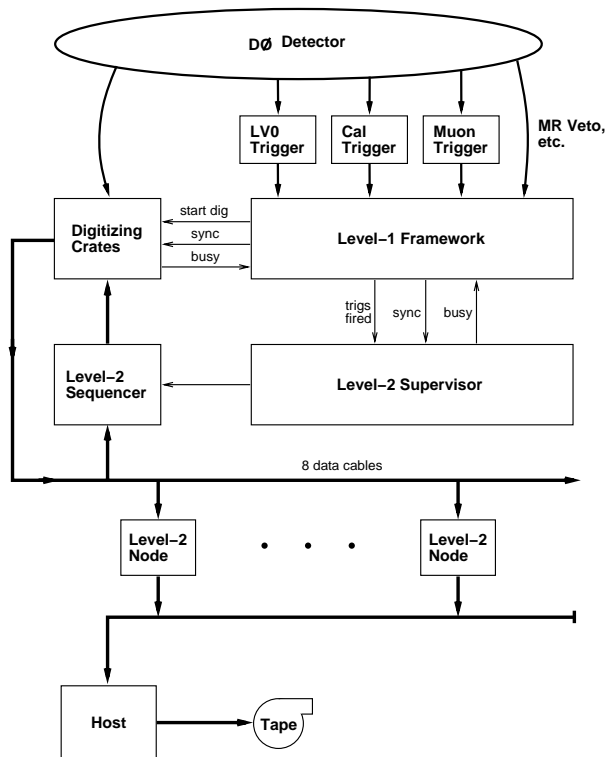 DØ Detector
LV0
Trigger
Cal
Trigger
Muon
Trigger
MR Veto,
etc.
Digitizing
Crates
start dig
sync
busy
Level−1 Framework
trigs
fired
sync
busy
Level−2
Sequencer
Level−2 Supervisor
8 data cables
Level−2
Node
Level−2
Node
Host
Tape